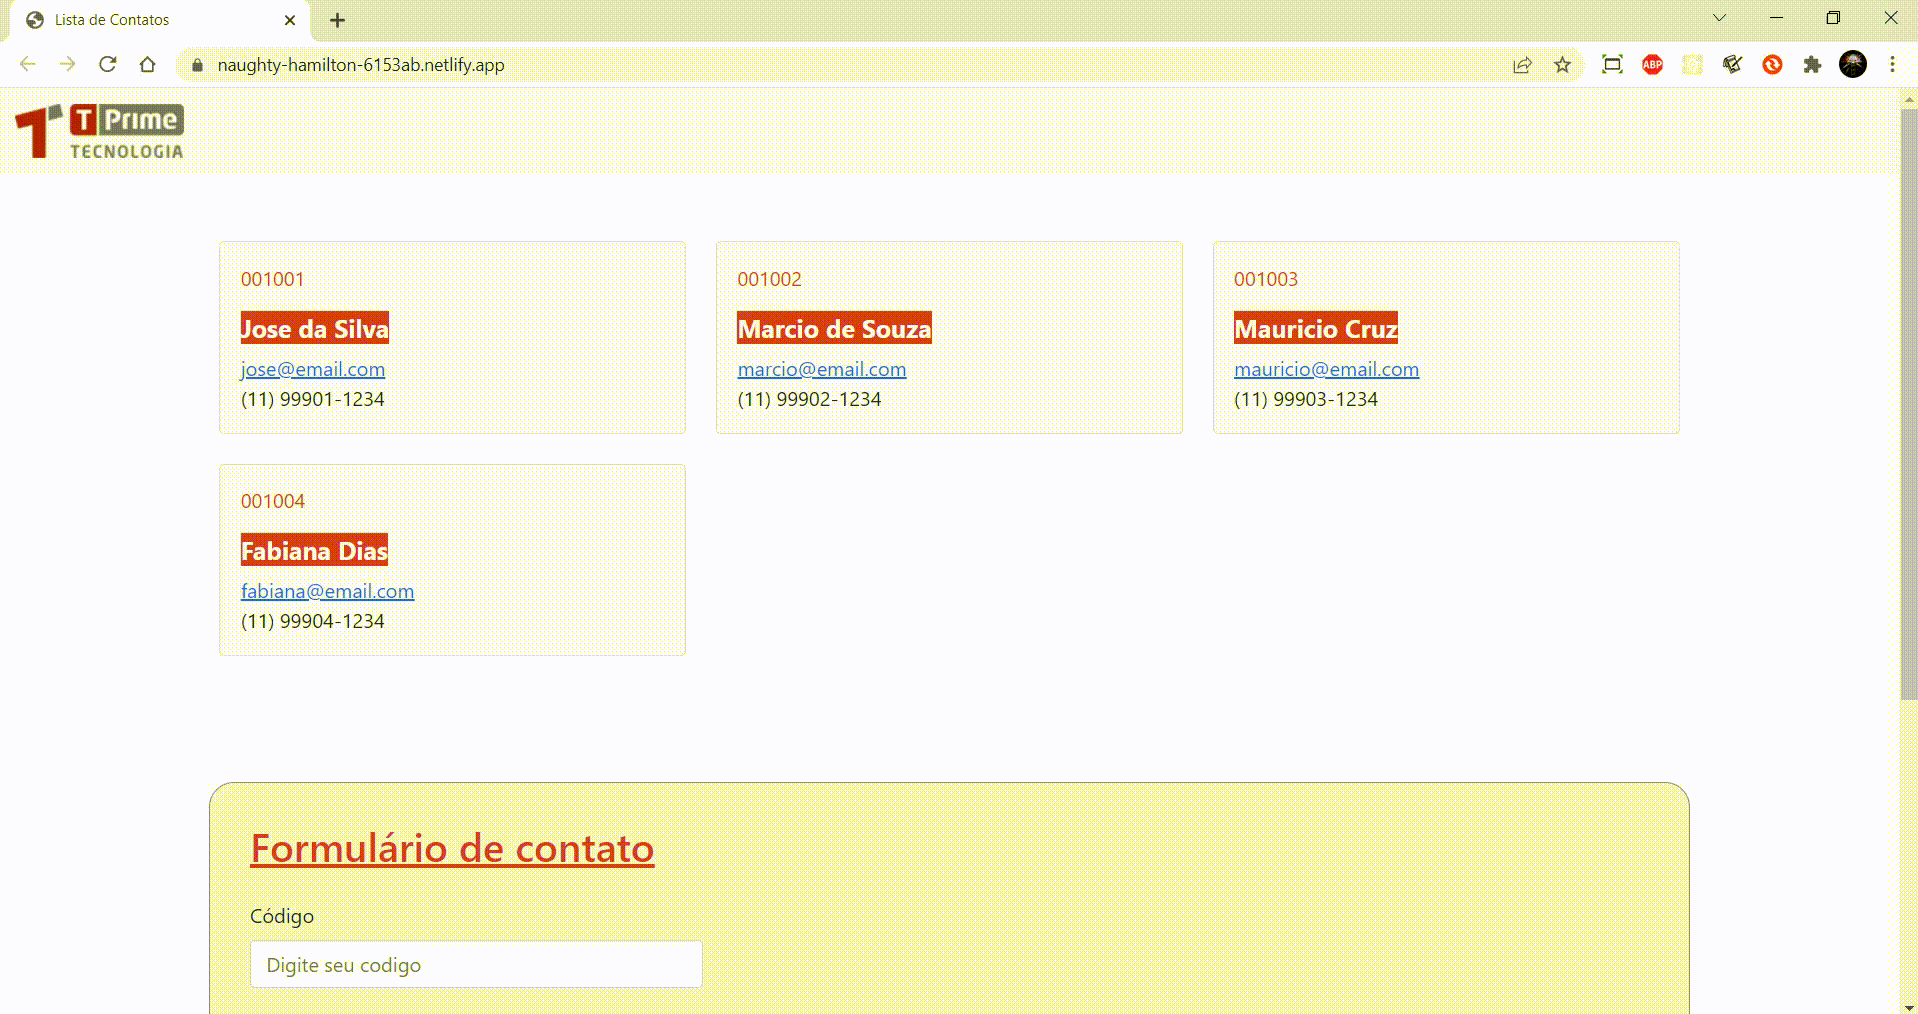 Lista de Contatos
naughty-hamilton-6153ab.netlify.app
ABP
T Prime
TECNOLOGIA
001001
Jose da Silva
jose@email.com
(11) 99901-1234
001002
Marcio de Souza
marcio@email.com
(11) 99902-1234
001003
Mauricio Cruz
mauricio@email.com
(11) 99903-1234
001004
Fabiana Dias
fabiana@email.com
(11) 99904-1234
Formulário de contato
Código
Digite seu codigo